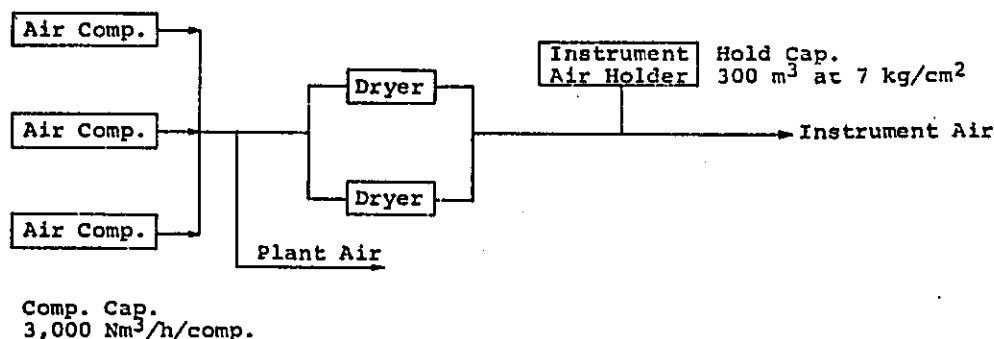 Air Comp.
Air Comp.
Air Comp.
Dryer
Dryer
Plant Air
Instrument
Air Holder
Hold Cap.
300 m³ at 7 kg/cm²
Instrument Air
Comp. Cap.
3,000 Nm³/h/comp.